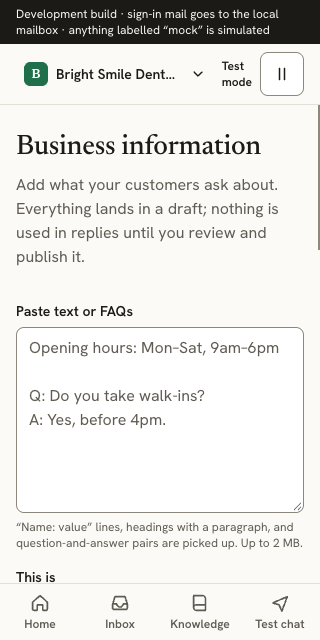 Development build · sign-in mail goes to the local
mailbox · anything labelled “mock” is simulated
B Bright Smile Dent… Test mode
Business information
Add what your customers ask about.
Everything lands in a draft; nothing is
used in replies until you review and
publish it.
Paste text or FAQs
Opening hours: Mon–Sat, 9am–6pm
Q: Do you take walk-ins?
A: Yes, before 4pm.
“Name: value” lines, headings with a paragraph, and
question-and-answer pairs are picked up. Up to 2 MB.
This is
Home Inbox Knowledge Test chat